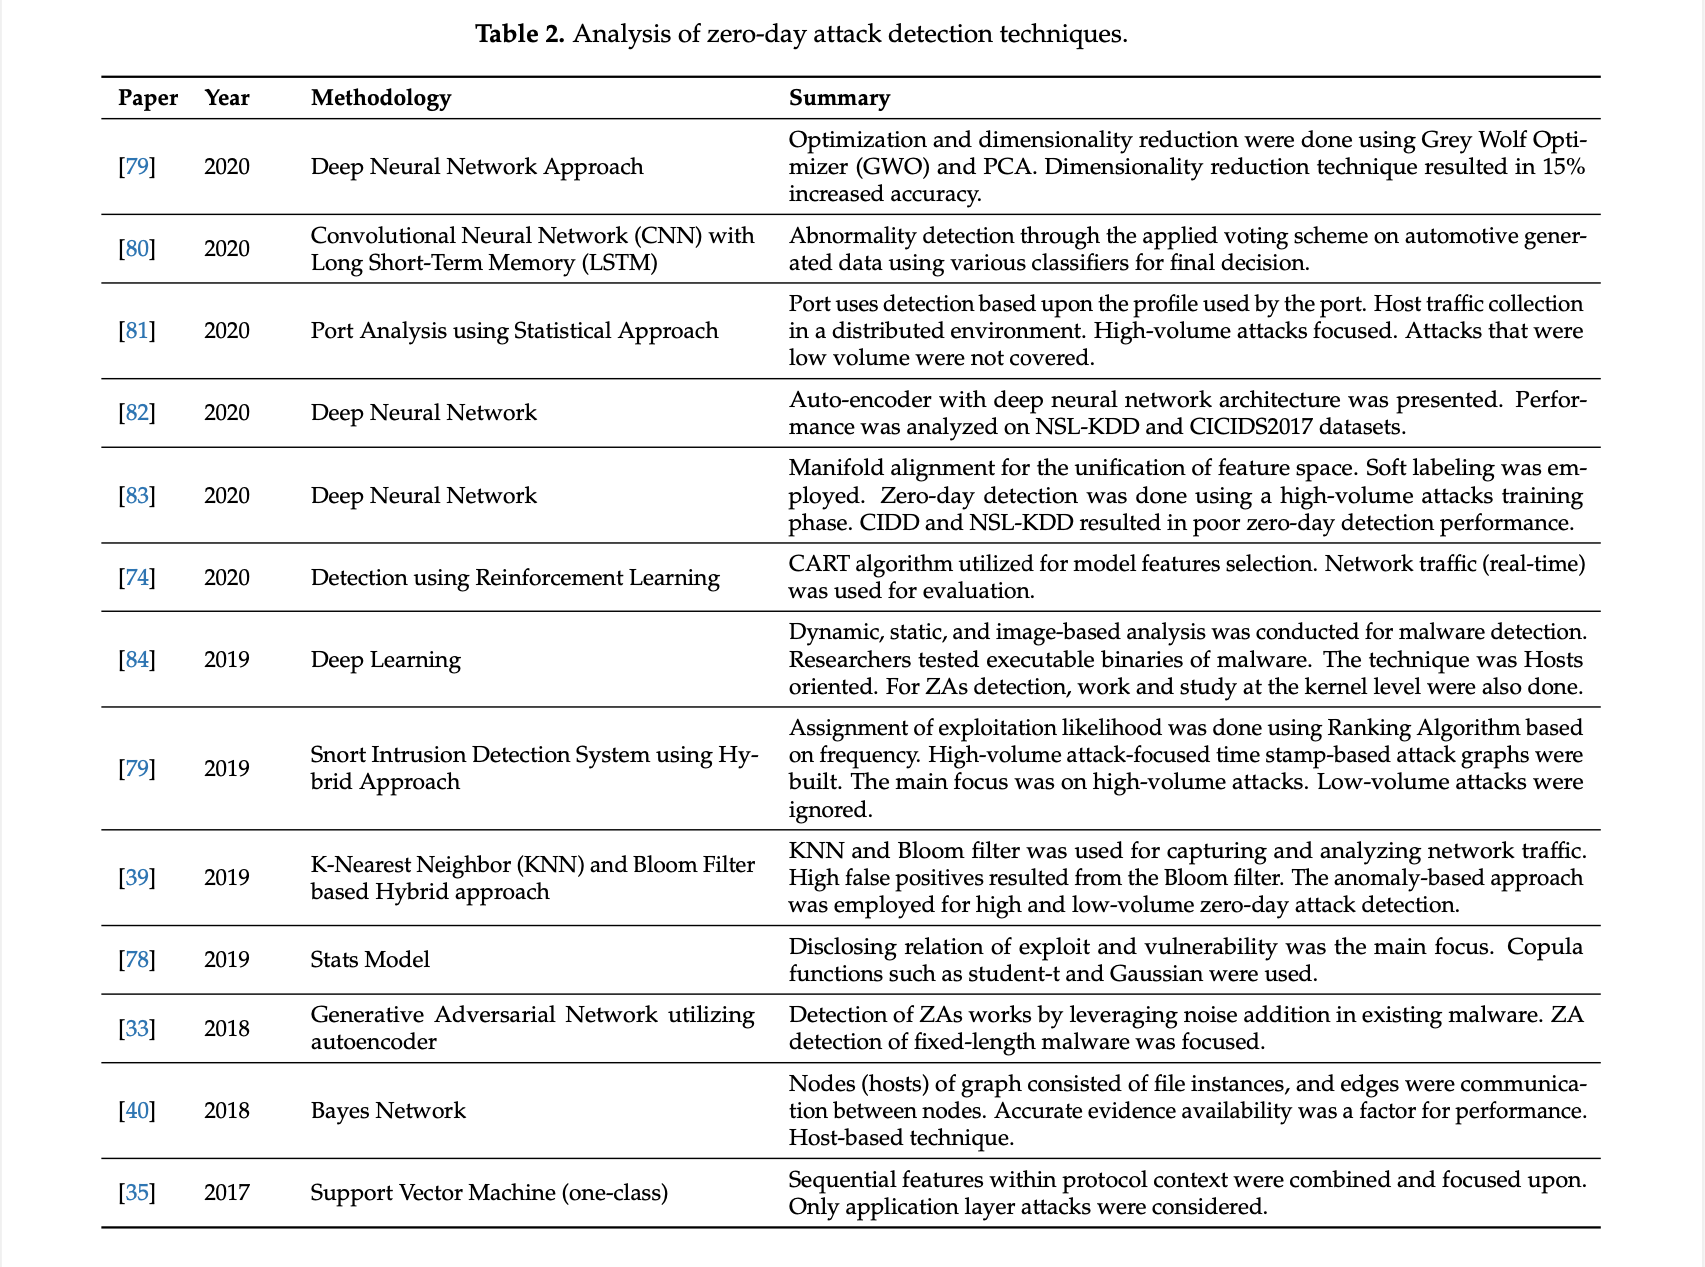 Table 2. Analysis of zero-day attack detection techniques.
Paper Year Methodology Summary
[79] 2020 Deep Neural Network Approach
Optimization and dimensionality reduction were done using Grey Wolf Opti-
mizer (GWO) and PCA. Dimensionality reduction technique resulted in 15%
increased accuracy.
[80] 2020 Convolutional Neural Network (CNN) with
Long Short-Term Memory (LSTM)
Abnormality detection through the applied voting scheme on automotive gener-
ated data using various classifiers for final decision.
[81] 2020 Port Analysis using Statistical Approach
Port uses detection based upon the profile used by the port. Host traffic collection
in a distributed environment. High-volume attacks focused. Attacks that were
low volume were not covered.
[82] 2020 Deep Neural Network
Auto-encoder with deep neural network architecture was presented. Perfor-
mance was analyzed on NSL-KDD and CICIDS2017 datasets.
[83] 2020 Deep Neural Network
Manifold alignment for the unification of feature space. Soft labeling was em-
ployed. Zero-day detection was done using a high-volume attacks training
phase. CIDD and NSL-KDD resulted in poor zero-day detection performance.
[74] 2020 Detection using Reinforcement Learning
CART algorithm utilized for model features selection. Network traffic (real-time)
was used for evaluation.
[84] 2019 Deep Learning
Dynamic, static, and image-based analysis was conducted for malware detection.
Researchers tested executable binaries of malware. The technique was Hosts
oriented. For ZAs detection, work and study at the kernel level were also done.
[79] 2019 Snort Intrusion Detection System using Hy-
brid Approach
Assignment of exploitation likelihood was done using Ranking Algorithm based
on frequency. High-volume attack-focused time stamp-based attack graphs were
built. The main focus was on high-volume attacks. Low-volume attacks were
ignored.
[39] 2019 K-Nearest Neighbor (KNN) and Bloom Filter
based Hybrid approach
KNN and Bloom filter was used for capturing and analyzing network traffic.
High false positives resulted from the Bloom filter. The anomaly-based approach
was employed for high and low-volume zero-day attack detection.
[78] 2019 Stats Model
Disclosing relation of exploit and vulnerability was the main focus. Copula
functions such as student-t and Gaussian were used.
[33] 2018 Generative Adversarial Network utilizing
autoencoder
Detection of ZAs works by leveraging noise addition in existing malware. ZA
detection of fixed-length malware was focused.
[40] 2018 Bayes Network
Nodes (hosts) of graph consisted of file instances, and edges were communica-
tion between nodes. Accurate evidence availability was a factor for performance.
Host-based technique.
[35] 2017 Support Vector Machine (one-class)
Sequential features within protocol context were combined and focused upon.
Only application layer attacks were considered.